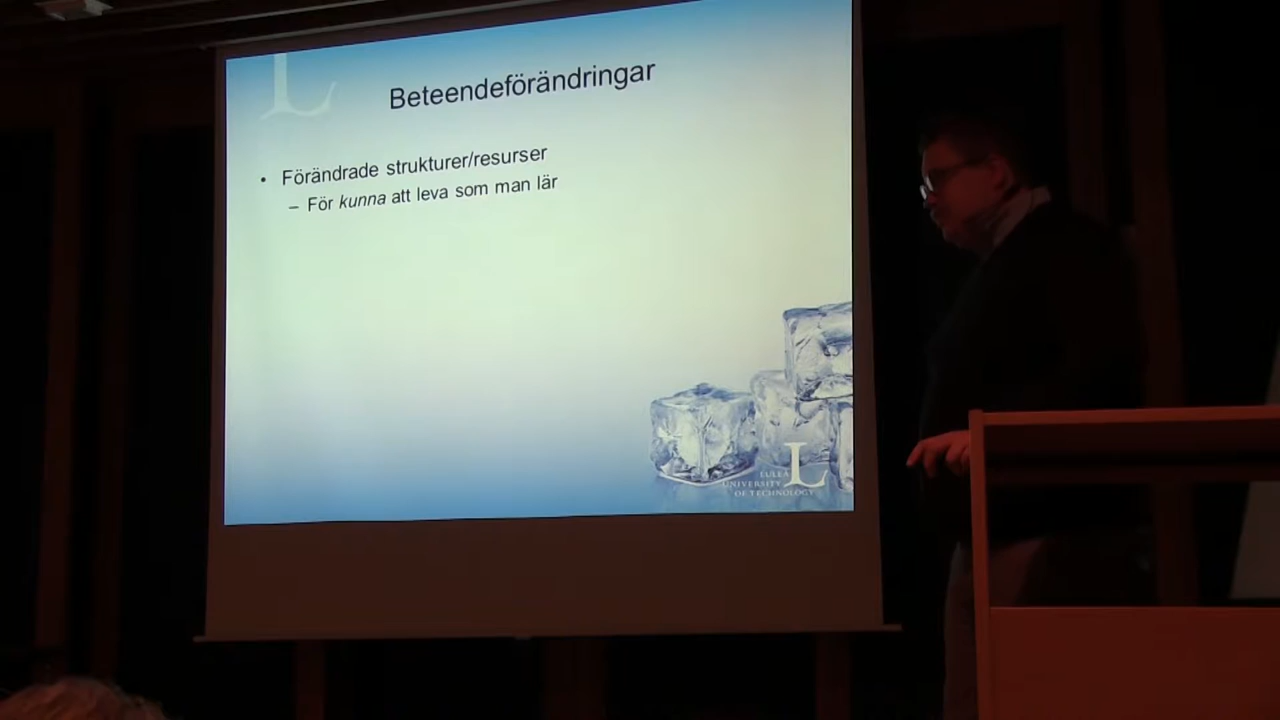 Beteendeförändringar
• Förändrade strukturer/resurser
– För kunna att leva som man lär
LULEÅ
UNIVERSITY
OF TECHNOLOGY
L
L